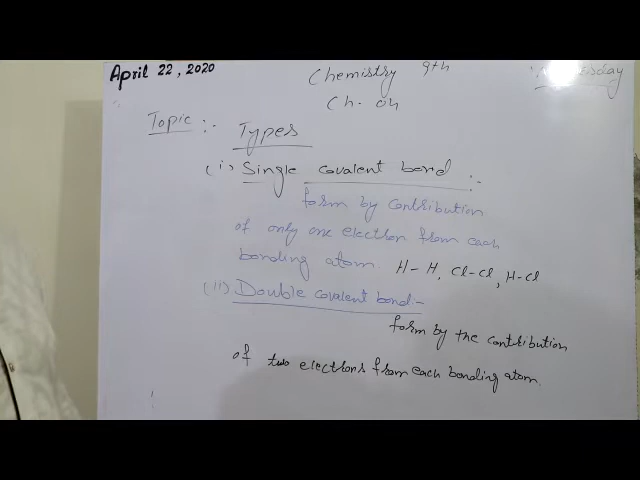 April 22, 2020
Chemistry 9th
Ch. 04
Topic :-
Types
(i) Single covalent bond :-
form by contribution
of only one electron from each
bonding atom. H-H, Cl-Cl, H-Cl
(ii) Double covalent bond:-
form by the contribution
of two electrons from each bonding atom.